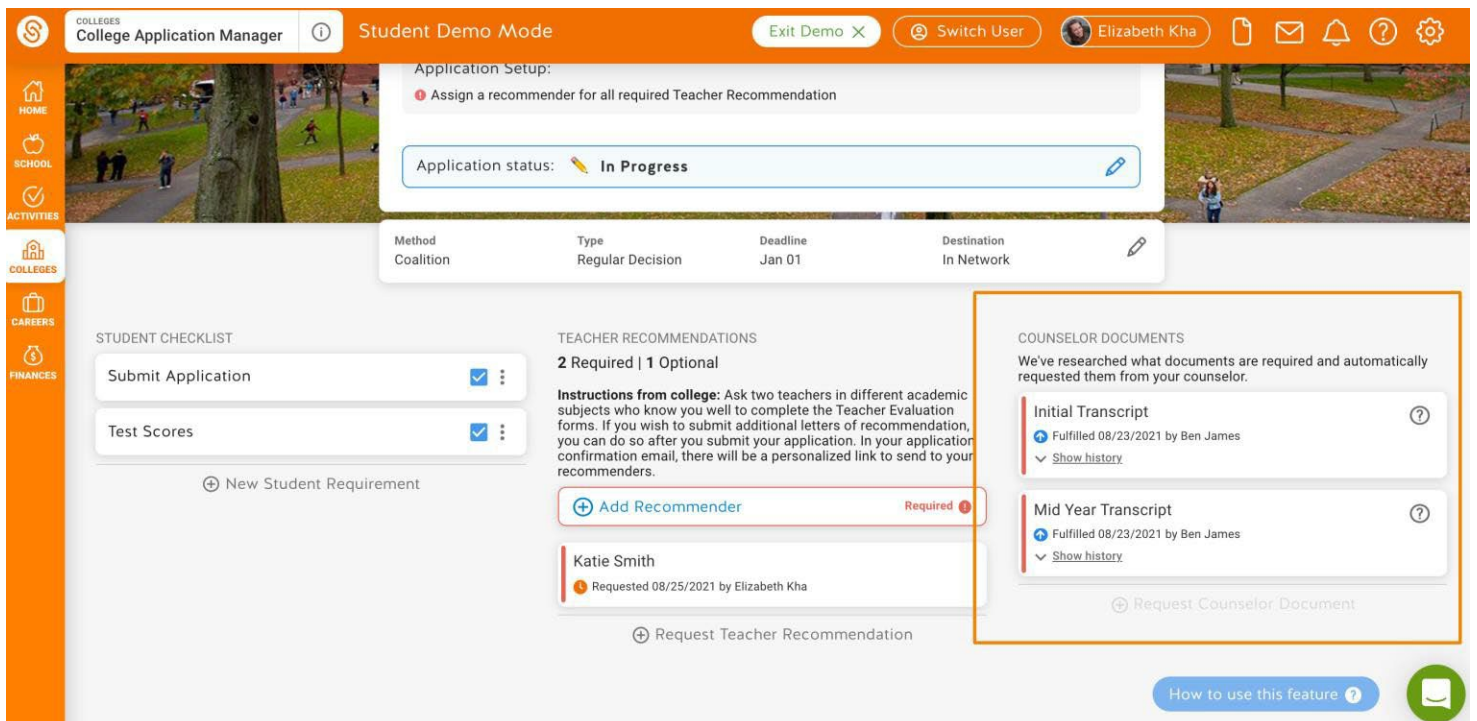 COLLEGES
College Application Manager
Student Demo Mode
Exit Demo
Switch User
Elizabeth Kha
HOME
SCHOOL
ACTIVITIES
COLLEGES
CAREERS
FINANCES
Application Setup:
Assign a recommender for all required Teacher Recommendation
Application status: In Progress
Method
Coalition
Type
Regular Decision
Deadline
Jan 01
Destination
In Network
STUDENT CHECKLIST
Submit Application
Test Scores
New Student Requirement
TEACHER RECOMMENDATIONS
2 Required | 1 Optional
Instructions from college: Ask two teachers in different academic
subjects who know you well to complete the Teacher Evaluation
forms. If you wish to submit additional letters of recommendation,
you can do so after you submit your application. In your application
confirmation email, there will be a personalized link to send to your
recommenders.
Add Recommender Required
Katie Smith
Requested 08/25/2021 by Elizabeth Kha
Request Teacher Recommendation
COUNSELOR DOCUMENTS
We've researched what documents are required and automatically
requested them from your counselor.
Initial Transcript
Fulfilled 08/23/2021 by Ben James
Show history
Mid Year Transcript
Fulfilled 08/23/2021 by Ben James
Show history
Request Counselor Document
How to use this feature